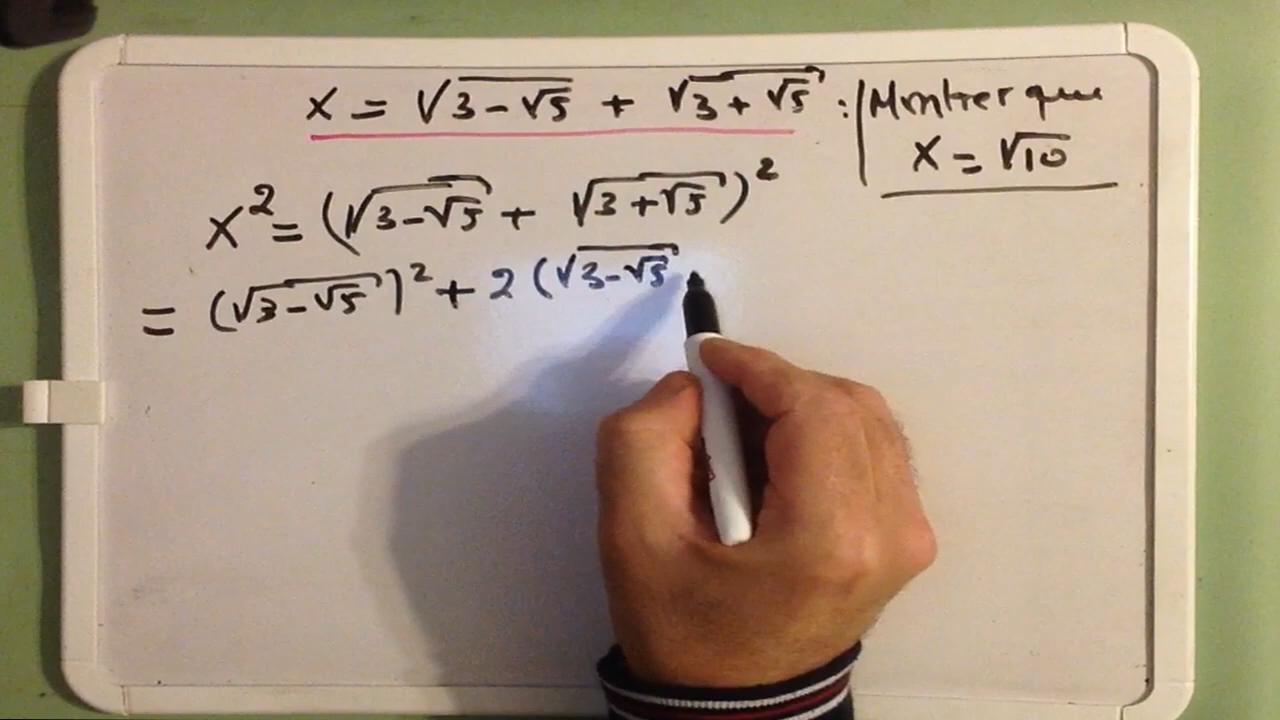 x = √(3-√5) + √(3+√5) : Montrer que
x = √10
x² = (√(3-√5) + √(3+√5))²
= (√(3-√5))² + 2(√(3-√5)